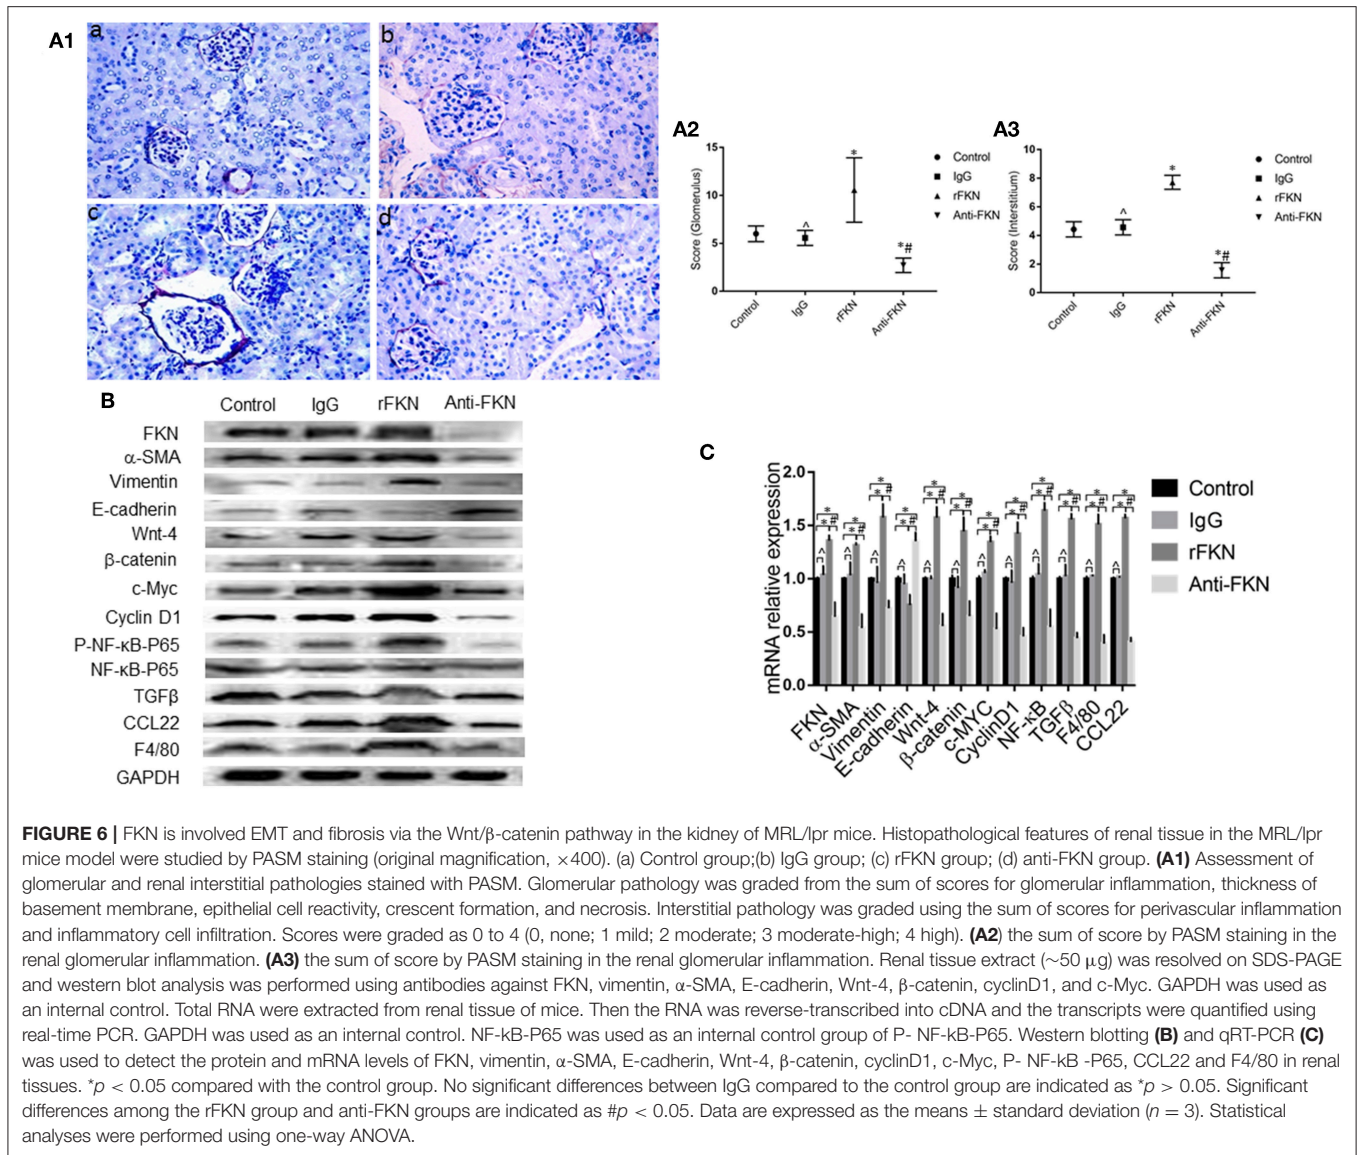 A1
a
b
c
d
A2
15
10
5
0
Score (Glomerulus)
^
*
*#
Control
IgG
rFKN
Anti-FKN
Control
IgG
rFKN
Anti-FKN
A3
10
8
6
4
2
0
Score (Interstitium)
^
*
*#
Control
IgG
rFKN
Anti-FKN
Control
IgG
rFKN
Anti-FKN
B
Control IgG rFKN Anti-FKN
FKN
α-SMA
Vimentin
E-cadherin
Wnt-4
β-catenin
c-Myc
Cyclin D1
P-NF-κB-P65
NF-κB-P65
TGFβ
CCL22
F4/80
GAPDH
C
mRNA relative expression
2.0
1.5
1.0
0.5
0.0
* * * * * * * * * * * *
* # * # * # * # * # * # * # * # * # * # * # * #
^ ^ ^ ^ ^ ^ ^ ^ ^ ^ ^ ^
FKN
α-SMA
Vimentin
E-cadherin
Wnt-4
β-catenin
c-MYC
CyclinD1
NF-κB
TGFβ
F4/80
CCL22
Control
IgG
rFKN
Anti-FKN
FIGURE 6 | FKN is involved EMT and fibrosis via the Wnt/β-catenin pathway in the kidney of MRL/lpr mice. Histopathological features of renal tissue in the MRL/lpr
mice model were studied by PASM staining (original magnification, ×400). (a) Control group;(b) IgG group; (c) rFKN group; (d) anti-FKN group. (A1) Assessment of
glomerular and renal interstitial pathologies stained with PASM. Glomerular pathology was graded from the sum of scores for glomerular inflammation, thickness of
basement membrane, epithelial cell reactivity, crescent formation, and necrosis. Interstitial pathology was graded using the sum of scores for perivascular inflammation
and inflammatory cell infiltration. Scores were graded as 0 to 4 (0, none; 1 mild; 2 moderate; 3 moderate-high; 4 high). (A2) the sum of score by PASM staining in the
renal glomerular inflammation. (A3) the sum of score by PASM staining in the renal glomerular inflammation. Renal tissue extract (∼50 μg) was resolved on SDS-PAGE
and western blot analysis was performed using antibodies against FKN, vimentin, α-SMA, E-cadherin, Wnt-4, β-catenin, cyclinD1, and c-Myc. GAPDH was used as
an internal control. Total RNA were extracted from renal tissue of mice. Then the RNA was reverse-transcribed into cDNA and the transcripts were quantified using
real-time PCR. GAPDH was used as an internal control. NF-kB-P65 was used as an internal control group of P- NF-kB-P65. Western blotting (B) and qRT-PCR (C)
was used to detect the protein and mRNA levels of FKN, vimentin, α-SMA, E-cadherin, Wnt-4, β-catenin, cyclinD1, c-Myc, P- NF-kB -P65, CCL22 and F4/80 in renal
tissues. *p < 0.05 compared with the control group. No significant differences between IgG compared to the control group are indicated as *p > 0.05. Significant
differences among the rFKN group and anti-FKN groups are indicated as #p < 0.05. Data are expressed as the means ± standard deviation (n = 3). Statistical
analyses were performed using one-way ANOVA.